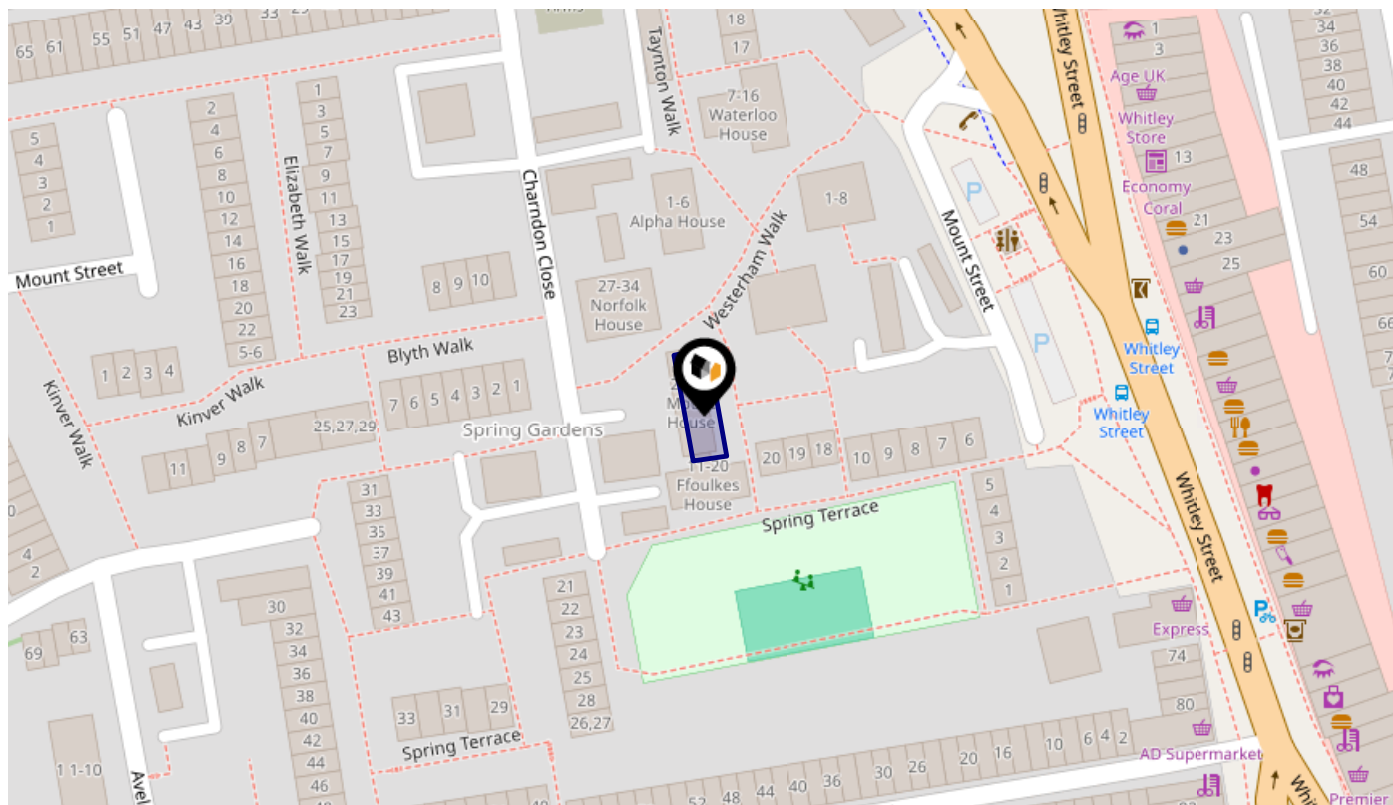 65 61 55 51 47 43 39 33
18
17
Taynton Walk
7-16
Waterloo
House
Whitley Street
1
3
Age UK
Whitley
Store
13
Economy
Coral
21
23
25
34
36
38
40
42
44
48
54
60
66
5
4
3
2
1
2
4
6
8
10
12
14
16
18
20
22
5-6
Elizabeth Walk
1
3
5
7
9
11
13
15
17
19
21
23
Charndon Close
1-6
Alpha House
1-8
P
Mount Street
Westerham Walk
27-34
Norfolk
House
8 9 10
Mount Street
P
Whitley
Street
Whitley
Street
1 2 3 4
Kinver Walk
Kinver Walk
Blyth Walk
7 6 5 4 3 2 1
25,27,29
11 9 8 7
Spring Gardens
House
11-20
Ffoulkes
House
20 19 18
10 9 8 7 6
Spring Terrace
5
4
3
2
1
Whitley Street
31
33
35
37
39
41
43
4
2
21
22
23
24
25
28
26,27
30
32
34
36
38
40
42
44
46
63
69
33 31 29
Spring Terrace
1 1-10
Avel
P
Express
74
80
AD Supermarket
52 48 44 40 36 30 26 20 16 10 6 4 2
Whi
Premier